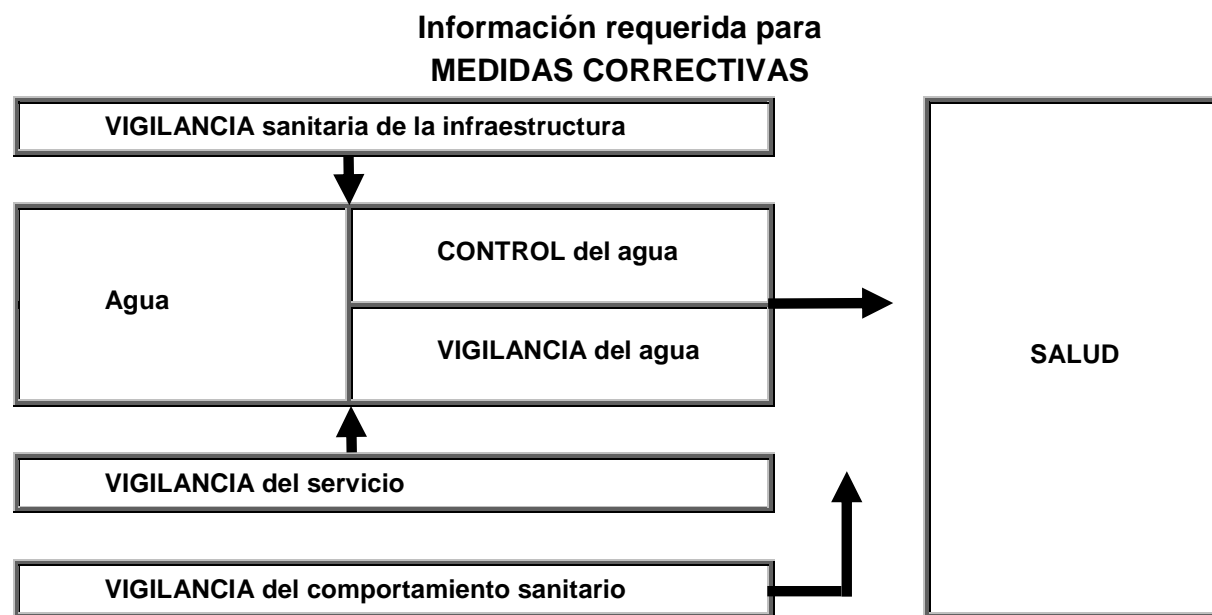 Información requerida para
MEDIDAS CORRECTIVAS
VIGILANCIA sanitaria de la infraestructura
Agua
CONTROL del agua
VIGILANCIA del agua
SALUD
VIGILANCIA del servicio
VIGILANCIA del comportamiento sanitario